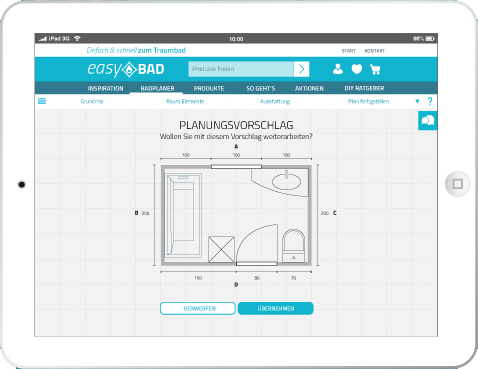 iPad 3G 10:00 98%
Einfach & schnell zum Traumbad START KONTAKT
easy BAD Produkte finden
INSPIRATION BADPLANER PRODUKTE SO GEHT'S AKTIONEN DIY RATGEBER
Grundriss Raum Elemente Ausstattung Plan fertigstellen ?
PLANUNGSVORSCHLAG
Wollen Sie mit diesem Vorschlag weiterarbeiten?
A
100 100 100
B 200 200 C
150 80 70
D
VERWERFEN ÜBERNEHMEN